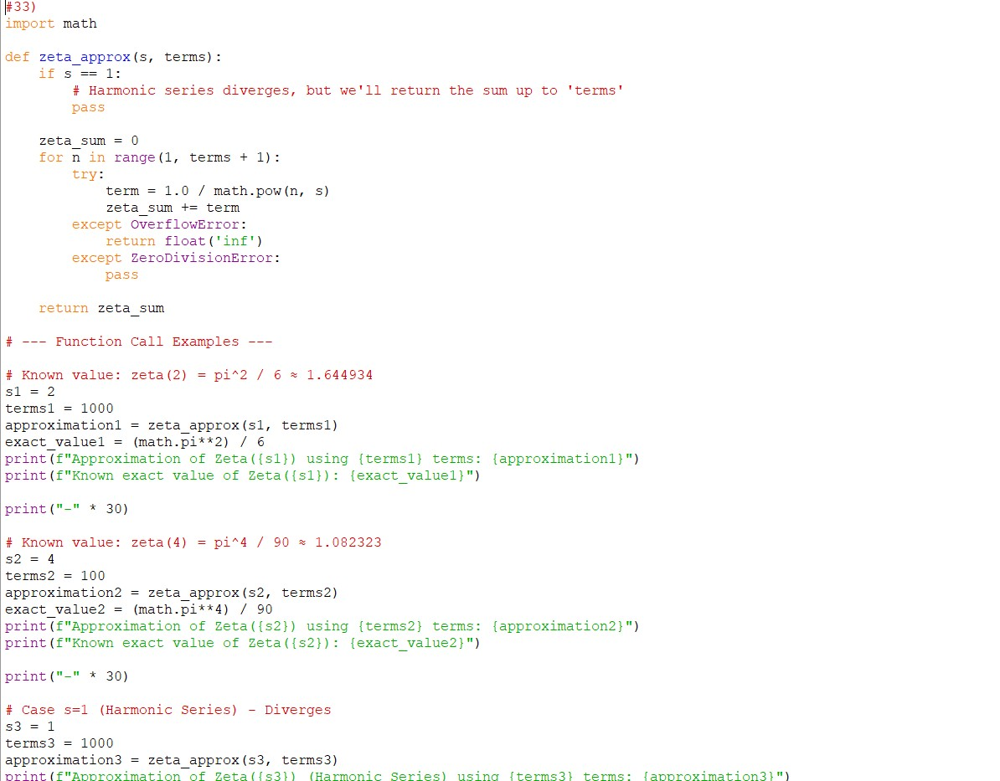 #33)
import math
def zeta_approx(s, terms):
    if s == 1:
        # Harmonic series diverges, but we'll return the sum up to 'terms'
        pass
    zeta_sum = 0
    for n in range(1, terms + 1):
        try:
            term = 1.0 / math.pow(n, s)
            zeta_sum += term
        except OverflowError:
            return float('inf')
        except ZeroDivisionError:
            pass
    return zeta_sum
# --- Function Call Examples ---
# Known value: zeta(2) = pi^2 / 6 ≈ 1.644934
s1 = 2
terms1 = 1000
approximation1 = zeta_approx(s1, terms1)
exact_value1 = (math.pi**2) / 6
print(f"Approximation of Zeta({s1}) using {terms1} terms: {approximation1}")
print(f"Known exact value of Zeta({s1}): {exact_value1}")
print("-" * 30)
# Known value: zeta(4) = pi^4 / 90 ≈ 1.082323
s2 = 4
terms2 = 100
approximation2 = zeta_approx(s2, terms2)
exact_value2 = (math.pi**4) / 90
print(f"Approximation of Zeta({s2}) using {terms2} terms: {approximation2}")
print(f"Known exact value of Zeta({s2}): {exact_value2}")
print("-" * 30)
# Case s=1 (Harmonic Series) - Diverges
s3 = 1
terms3 = 1000
approximation3 = zeta_approx(s3, terms3)
print(f"Approximation of Zeta({s3}) (Harmonic Series) using {terms3} terms: {approximation3}")